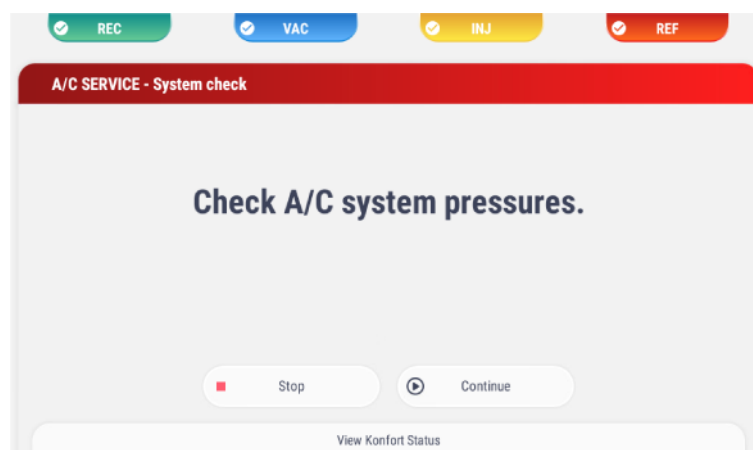 REC VAC INJ REF
A/C SERVICE - System check
Check A/C system pressures.
Stop Continue
View Konfort Status